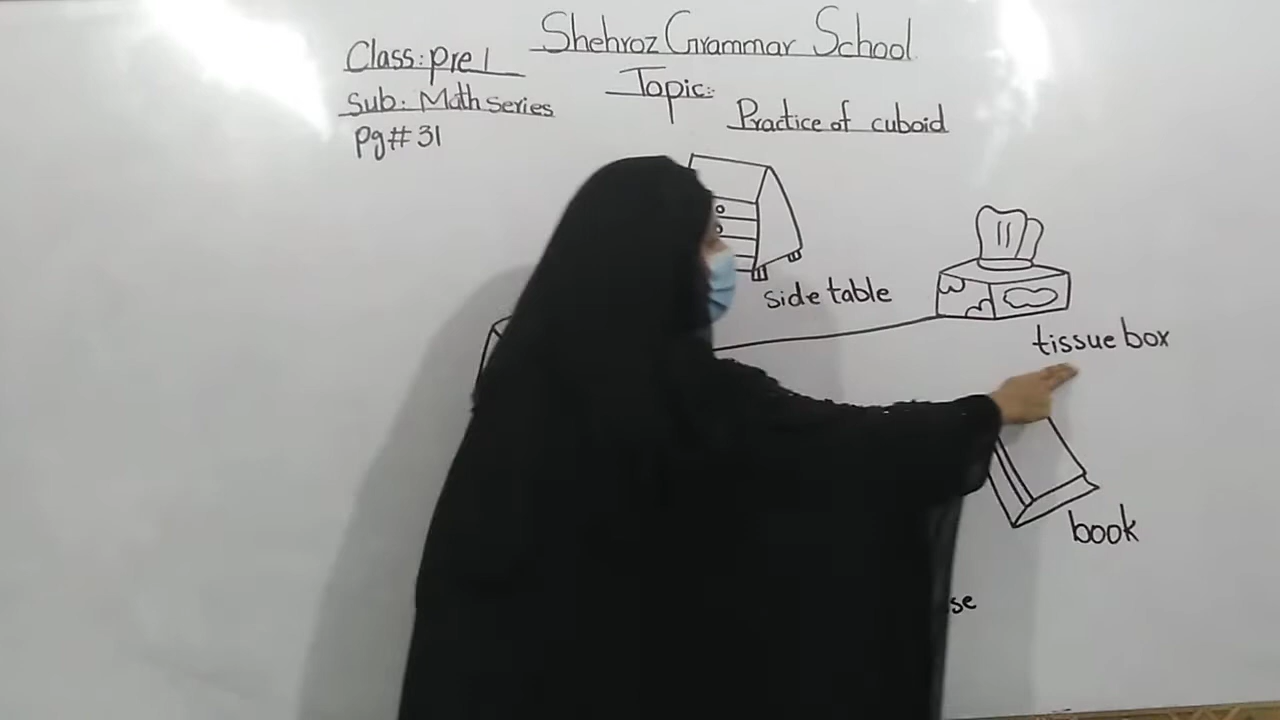 Shehroz Grammar School
Class: Pre 1
Topic:
Sub: Math series
Practice of cuboid
Pg# 31
side table
tissue box
book